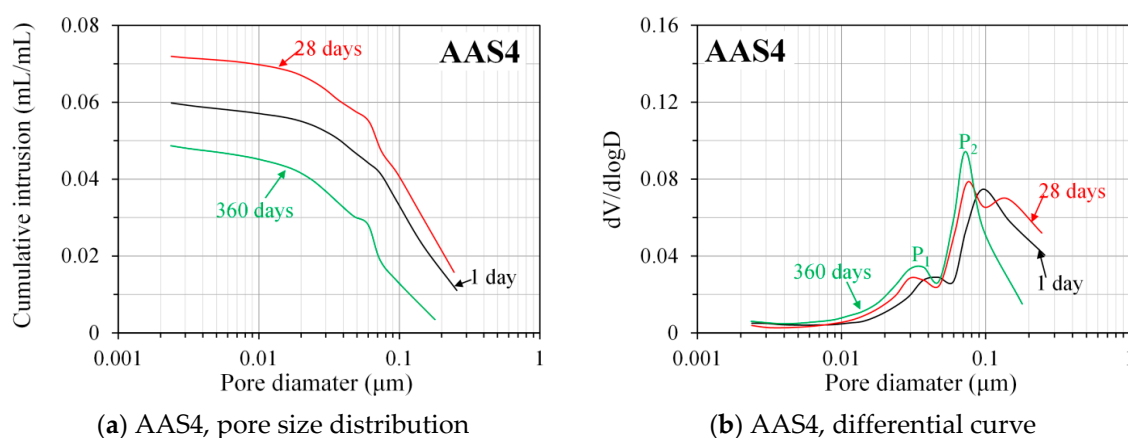 0.08
AAS4
28 days
0.06
0.04
360 days
0.02
1 day
0
0.001
0.01
0.1
1
Cumulative intrusion (mL/mL)
Pore diamater (μm)
(a) AAS4, pore size distribution
0.16
AAS4
0.12
P2
0.08
28 days
P1
360 days
0.04
1 day
0
0.001
0.01
0.1
1
dV/dlogD
Pore diamater (μm)
(b) AAS4, differential curve